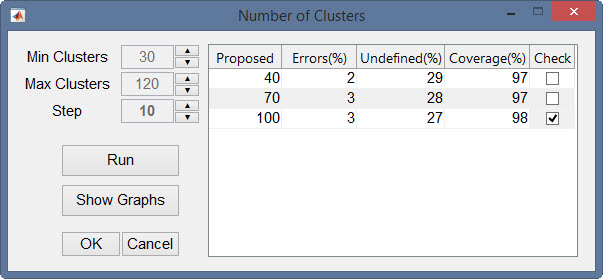 Number of Clusters
Min Clusters 30
Max Clusters 120
Step 10
Run
Show Graphs
OK Cancel
Proposed Errors(%) Undefined(%) Coverage(%) Check
40 2 29 97
70 3 28 97
100 3 27 98